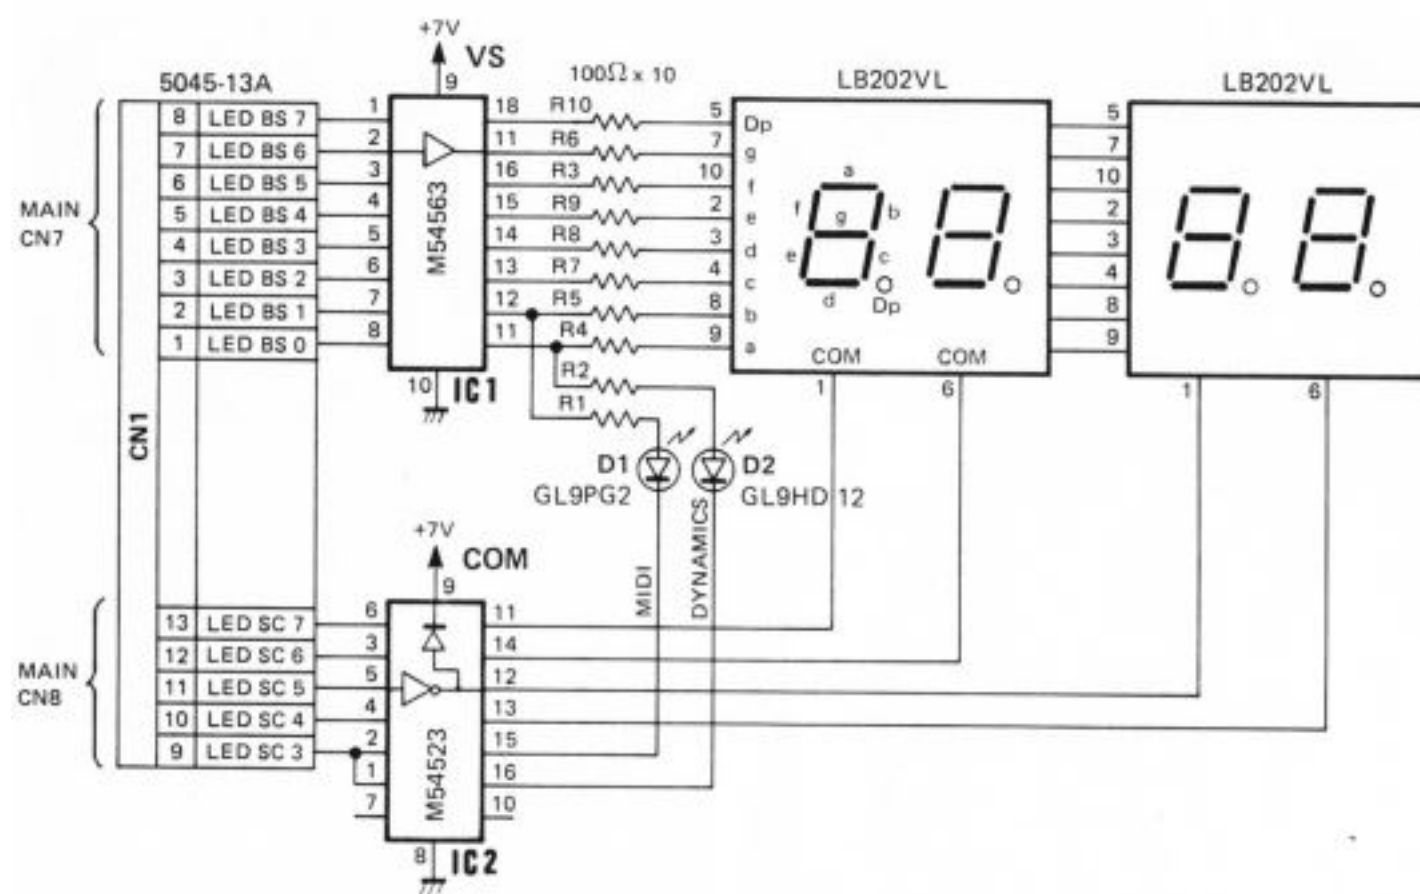 +7V
VS
9
5045-13A
100Ω x 10
LB202VL
LB202VL
8 LED BS 7 1 18 R10 5 Dp 5
7 LED BS 6 2 11 R6 7 g 7
6 LED BS 5 3 16 R3 10 f 10
5 LED BS 4 4 15 R9 2 e 2
4 LED BS 3 5 14 R8 3 d 3
3 LED BS 2 6 13 R7 4 c 4
2 LED BS 1 7 12 R5 8 b 8
1 LED BS 0 8 11 R4 9 a 9
MAIN
CN7
M54563
a
f
g
b
e
c
d
Dp
COM
COM
10
IC1
R2
R1
1
6
1
6
CN1
D1
GL9PG2
D2
GL9HD 12
MIDI
DYNAMICS
+7V
COM
9
13 LED SC 7 6 11
12 LED SC 6 3 14
11 LED SC 5 5 12
10 LED SC 4 4 13
9 LED SC 3 2 15
1 16
7 10
MAIN
CN8
M54523
8
IC2